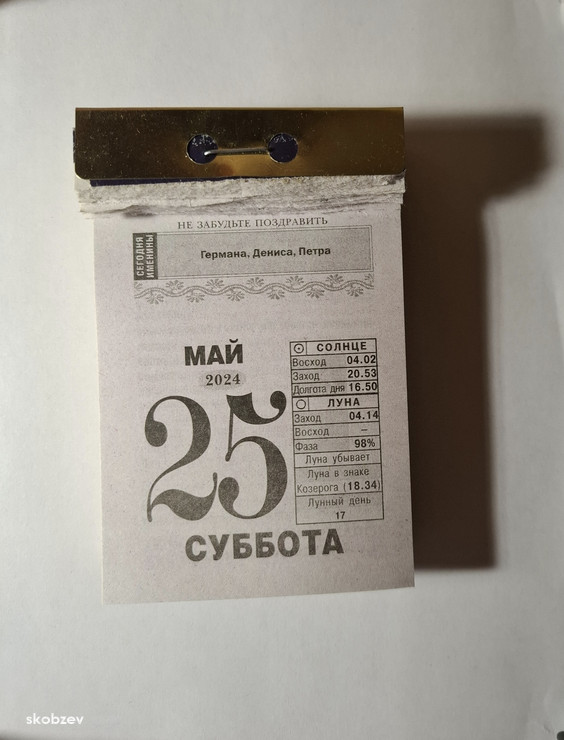 НЕ ЗАБУДЬТЕ ПОЗДРАВИТЬ
СЕГОДНЯ
ИМЕНИНЫ
Германа, Дениса, Петра
МАЙ
2024
25
СУББОТА
СОЛНЦЕ
Восход 04.02
Заход 20.53
Долгота дня 16.50
ЛУНА
Заход 04.14
Восход –
Фаза 98%
Луна убывает
Луна в знаке
Козерога (18.34)
Лунный день
17
skobzev